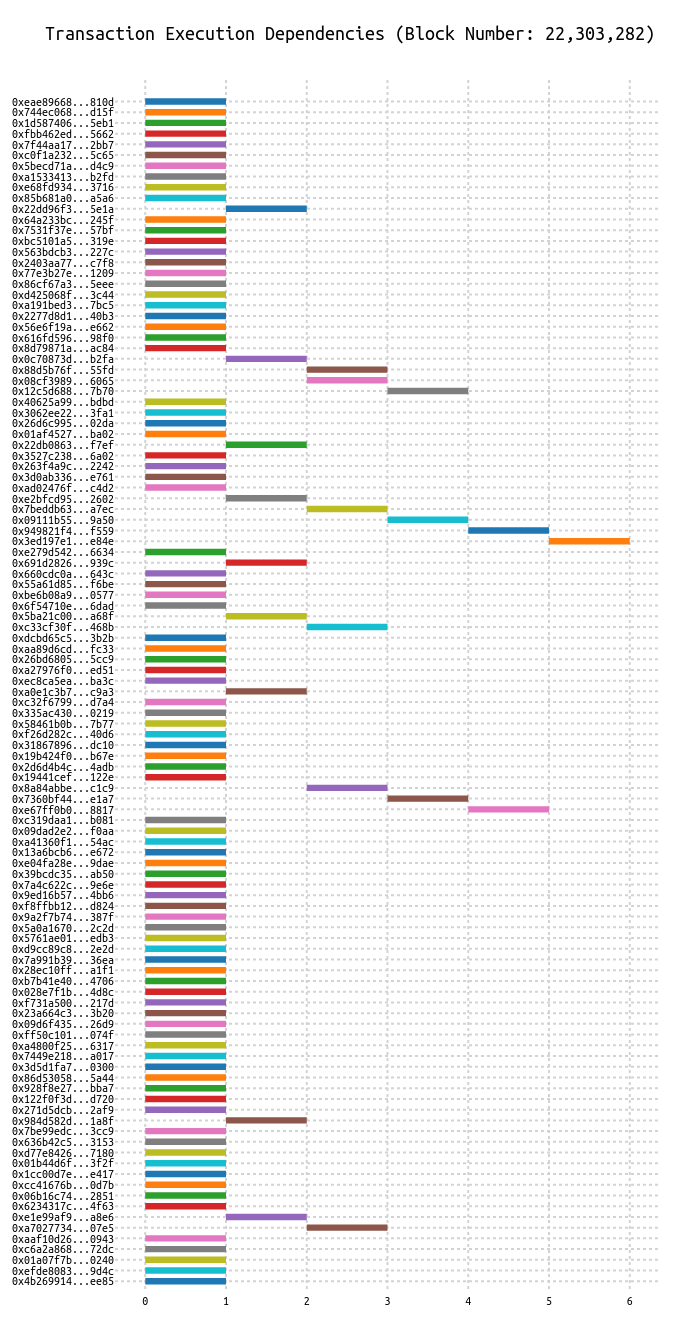 Transaction Execution Dependencies (Block Number: 22,303,282)
0xeae89668...810d
0x744ec068...d15f
0x1d587406...5eb1
0xfbb462ed...5662
0x7f44aa17...2bb7
0xc0f1a232...5c65
0x5becd71a...d4c9
0xa1533413...b2fd
0xe68fd934...3716
0x85b681a0...a5a6
0x22dd96f3...5e1a
0x64a233bc...245f
0x7531f37e...57bf
0xbc5101a5...319e
0x563bdcb3...227c
0x2403aa77...c7f8
0x77e3b27e...1209
0x86cf67a3...5eee
0xd425068f...3c44
0xa191bed3...7bc5
0x2277d8d1...40b3
0x56e6f19a...e662
0x616fd596...98f0
0x8d79871a...ac84
0x0c70873d...b2fa
0x88d5b76f...55fd
0x08cf3989...6065
0x12c5d688...7b70
0x40625a99...bdbd
0x3062ee22...3fa1
0x26d6c995...02da
0x01af4527...ba02
0x22db0863...f7ef
0x3527c238...6a02
0x263f4a9c...2242
0x3d0ab336...e761
0xad02476f...c4d2
0xe2bfcd95...2602
0x7beddb63...a7ec
0x09111b55...9a50
0x949821f4...f559
0x3ed197e1...e84e
0xe279d542...6634
0x691d2826...939c
0x660cdc0a...643c
0x55a61d85...f6be
0xbe6b08a9...0577
0x6f54710e...6dad
0x5ba21c00...a68f
0xc33cf30f...468b
0xdcbd65c5...3b2b
0xaa89d6cd...fc33
0x26bd6805...5cc9
0xa27976f0...ed51
0xec8ca5ea...ba3c
0xa0e1c3b7...c9a3
0xc32f6799...d7a4
0x335ac430...0219
0x58461b0b...7b77
0xf26d282c...40d6
0x31867896...dc10
0x19b424f0...b67e
0x2d6d4b4c...4adb
0x19441cef...122e
0x8a84abbe...c1c9
0x7360bf44...e1a7
0xe67ff0b0...8817
0xc319daa1...b081
0x09dad2e2...f0aa
0xa41360f1...54ac
0x13a6bcb6...e672
0xe04fa28e...9dae
0x39bcdc35...ab50
0x7a4c622c...9e6e
0x9ed16b57...4bb6
0xf8ffbb12...d824
0x9a2f7b74...387f
0x5a0a1670...2c2d
0x5761ae01...edb3
0xd9cc89c8...2e2d
0x7a991b39...36ea
0x28ec10ff...a1f1
0xb7b41e40...4706
0x028e7f1b...4d8c
0xf731a500...217d
0x23a664c3...3b20
0x09d6f435...26d9
0xff50c101...074f
0xa4800f25...6317
0x7449e218...a017
0x3d5d1fa7...0300
0x86d53058...5a44
0x928f8e27...bba7
0x122f0f3d...d720
0x271d5dcb...2af9
0x984d582d...1a8f
0x7be99edc...3cc9
0x636b42c5...3153
0xd77e8426...7180
0x01b44d6f...3f2f
0x1cc00d7e...e417
0xcc41676b...0d7b
0x06b16c74...2851
0x6234317c...4f63
0xe1e99af9...a8e6
0xa7027734...07e5
0xaaf10d26...0943
0xc6a2a868...72dc
0x01a07f7b...0240
0xefde8083...9d4c
0x4b269914...ee85
0 1 2 3 4 5 6